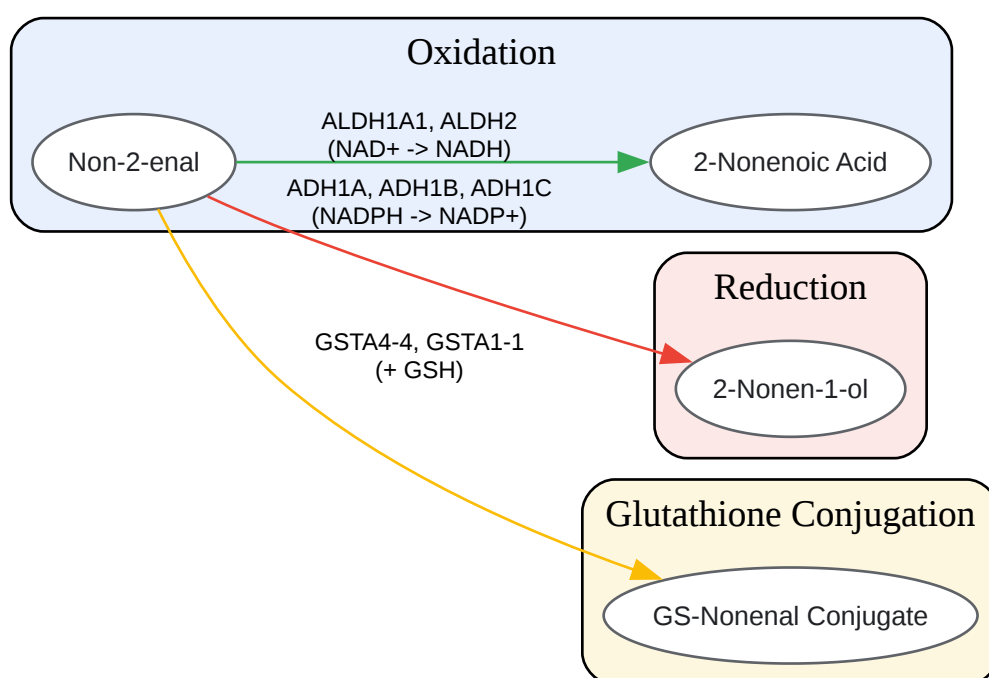 Oxidation
ALDH1A1, ALDH2
(NAD+ -> NADH)
Non-2-enal
2-Nonenoic Acid
ADH1A, ADH1B, ADH1C
(NADPH -> NADP+)
Reduction
GSTA4-4, GSTA1-1
(+ GSH)
2-Nonen-1-ol
Glutathione Conjugation
GS-Nonenal Conjugate